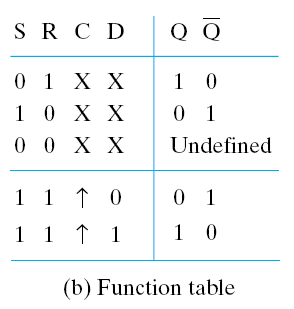 S R C D Q Q̅
0 1 X X 1 0
1 0 X X 0 1
0 0 X X Undefined
1 1 ↑ 0 0 1
1 1 ↑ 1 1 0
(b) Function table